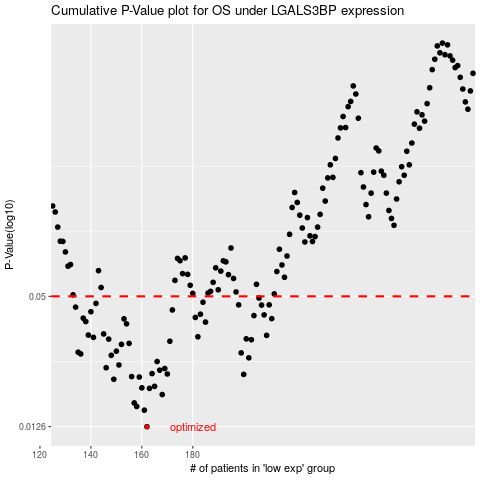 Cumulative P-Value plot for OS under LGALS3BP expression
P-Value(log10)
0.05
0.0126
optimized
120 140 160 180
# of patients in 'low exp' group